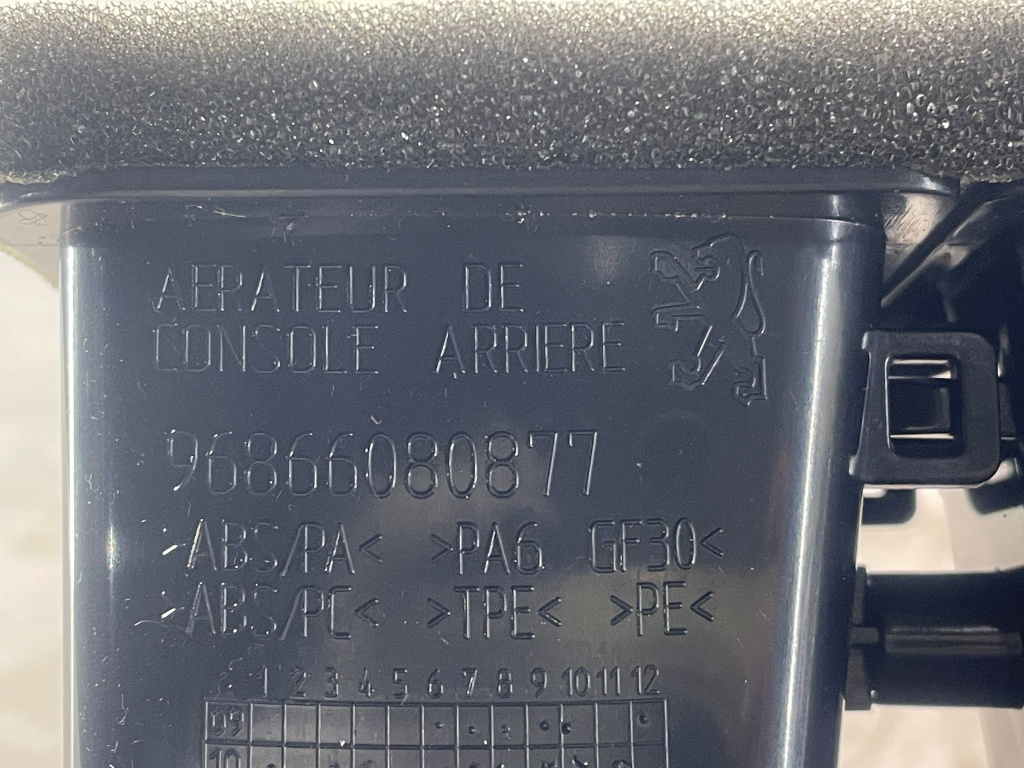 AERATEUR DE
CONSOLE ARRIERE
96866080877
>ABS/PA< >PA6 GF30<
>ABS/PC< >TPE< >PE<
1 2 3 4 5 6 7 8 9 10 11 12
09
10